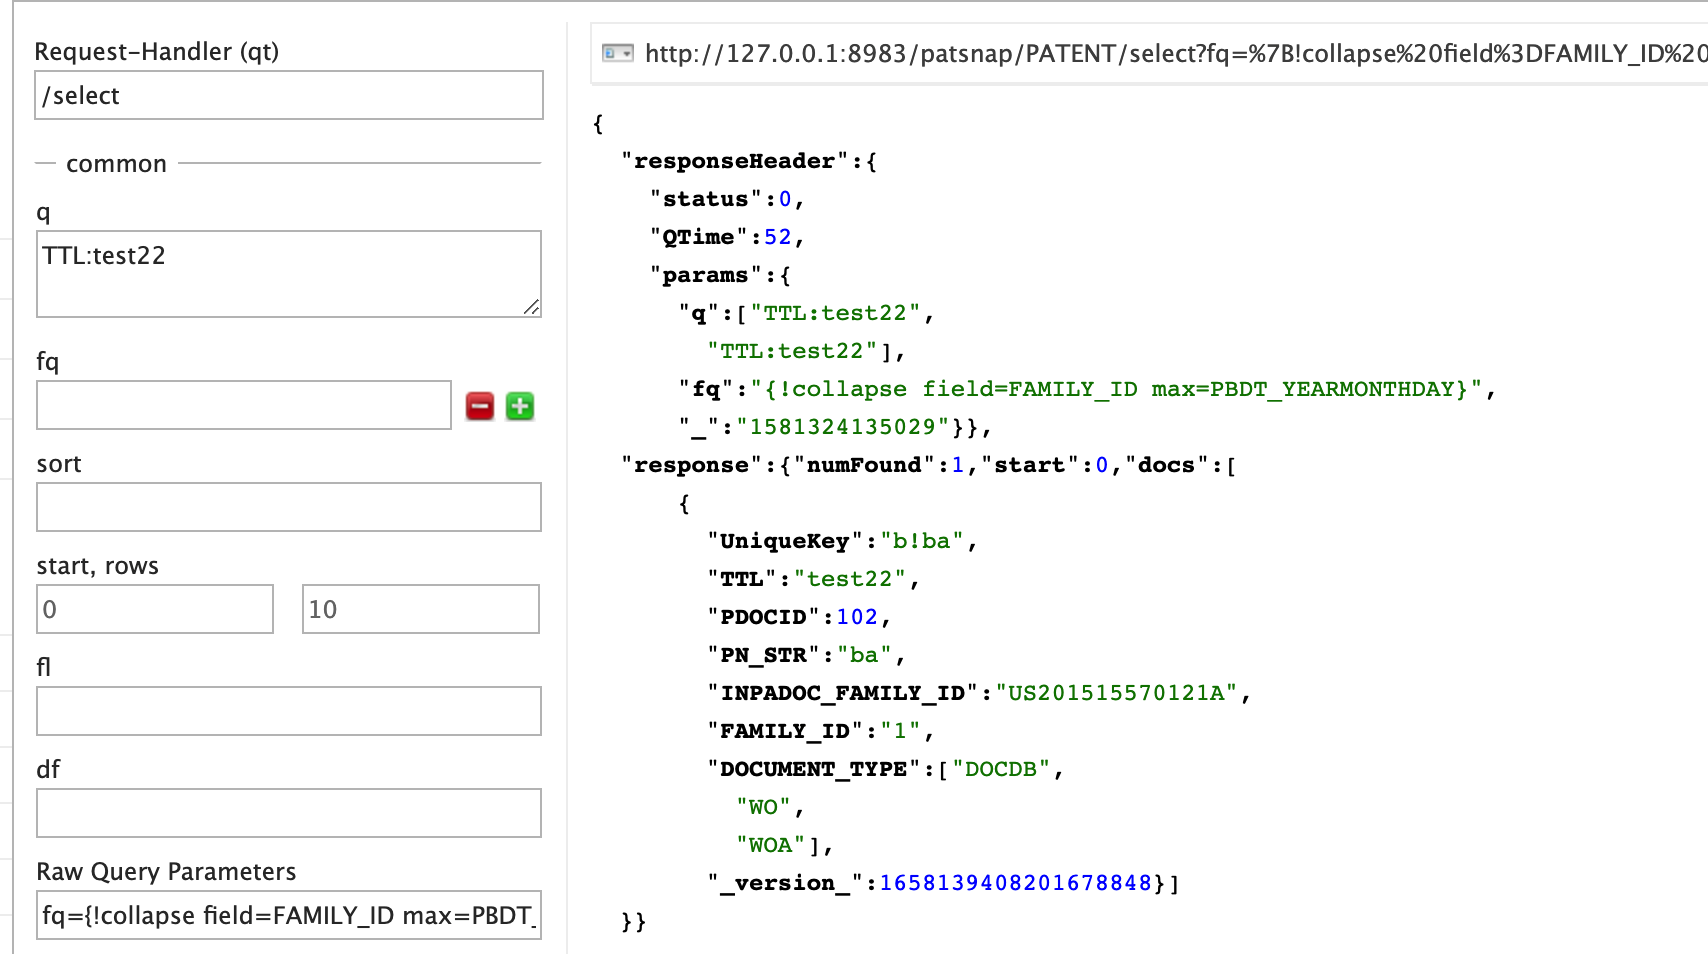 Request-Handler (qt)
/select
common
q
TTL:test22
fq
sort
start, rows
0
10
fl
df
Raw Query Parameters
fq={!collapse field=FAMILY_ID max=PBDT_
http://127.0.0.1:8983/patsnap/PATENT/select?fq=%7B!collapse%20field%3DFAMILY_ID%20
{
"responseHeader":{
"status":0,
"QTime":52,
"params":{
"q":["TTL:test22",
"TTL:test22"],
"fq":"{!collapse field=FAMILY_ID max=PBDT_YEARMONTHDAY}",
"_":"1581324135029"}},
"response":{"numFound":1,"start":0,"docs":[
{
"UniqueKey":"b!ba",
"TTL":"test22",
"PDOCID":102,
"PN_STR":"ba",
"INPADOC_FAMILY_ID":"US201515570121A",
"FAMILY_ID":"1",
"DOCUMENT_TYPE":["DOCDB",
"WO",
"WOA"],
"_version_":1658139408201678848}]
}}